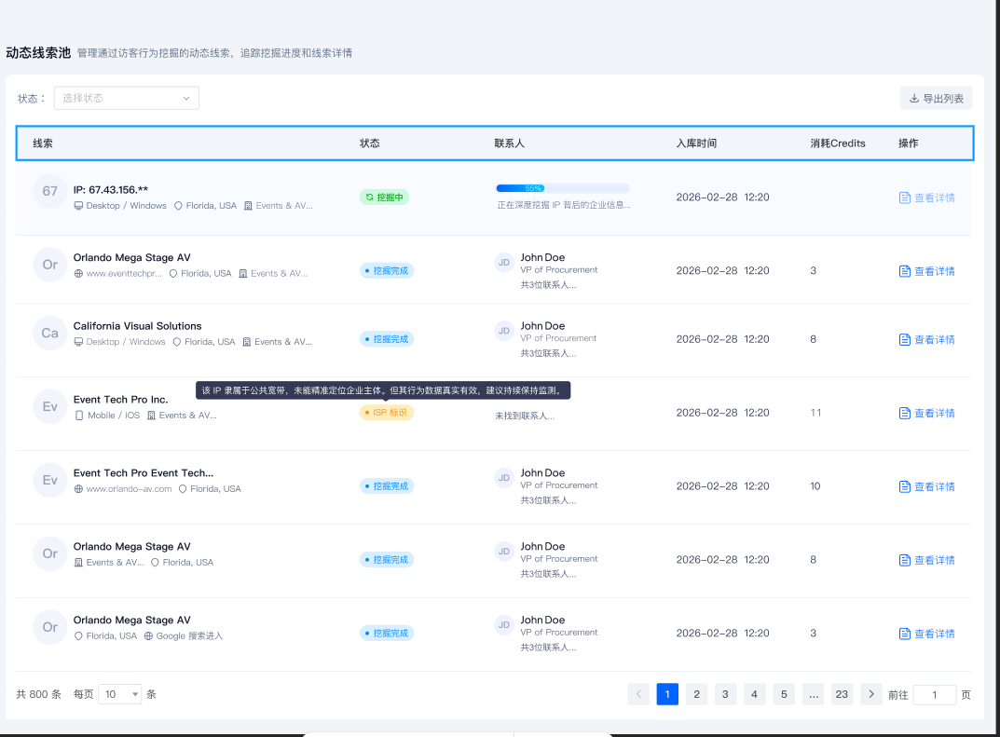 动态线索池 管理通过访客行为挖掘的动态线索，追踪挖掘进度和线索详情
状态： 选择状态 导出列表
线索 状态 联系人 入库时间 消耗Credits 操作
67 IP: 67.43.156.** 挖掘中 55% 2026-02-28 12:20 查看详情
Desktop / Windows Florida, USA Events & AV... 正在深度挖掘 IP 背后的企业信息...
Or Orlando Mega Stage AV 挖掘完成 JD John Doe 2026-02-28 12:20 3 查看详情
www.eventtechpr... Florida, USA Events & AV... VP of Procurement
共3位联系人...
Ca California Visual Solutions 挖掘完成 JD John Doe 2026-02-28 12:20 8 查看详情
Desktop / Windows Florida, USA Events & AV... VP of Procurement
共3位联系人...
该 IP 隶属于公共宽带，未能精准定位企业主体。但其行为数据真实有效，建议持续保持监测。
Ev Event Tech Pro Inc. ISP 标识 未找到联系人... 2026-02-28 12:20 11 查看详情
Mobile / iOS Events & AV...
Ev Event Tech Pro Event Tech... 挖掘完成 JD John Doe 2026-02-28 12:20 10 查看详情
www.orlando-av.com Florida, USA VP of Procurement
共3位联系人...
Or Orlando Mega Stage AV 挖掘完成 JD John Doe 2026-02-28 12:20 8 查看详情
Events & AV... Florida, USA VP of Procurement
共3位联系人...
Or Orlando Mega Stage AV 挖掘完成 JD John Doe 2026-02-28 12:20 3 查看详情
Florida, USA Google 搜索进入 VP of Procurement
共3位联系人...
共 800 条 每页 10 条 1 2 3 4 5 ... 23 前往 1 页